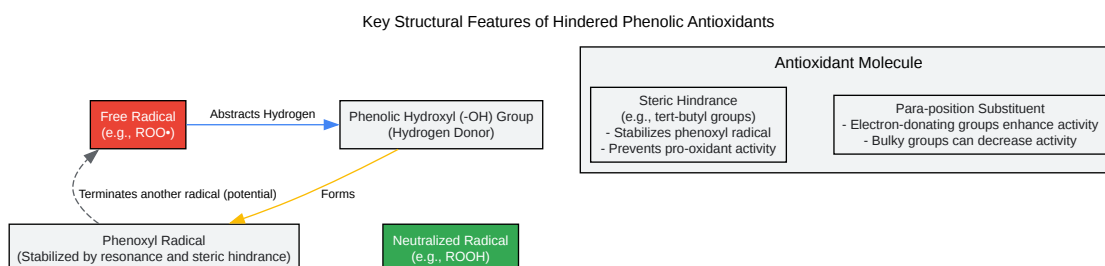 Key Structural Features of Hindered Phenolic Antioxidants
Antioxidant Molecule
Steric Hindrance
(e.g., tert-butyl groups)
- Stabilizes phenoxyl radical
- Prevents pro-oxidant activity
Para-position Substituent
- Electron-donating groups enhance activity
- Bulky groups can decrease activity
Free Radical
(e.g., ROO•)
Abstracts Hydrogen
Phenolic Hydroxyl (-OH) Group
(Hydrogen Donor)
Terminates another radical (potential)
Forms
Phenoxyl Radical
(Stabilized by resonance and steric hindrance)
Neutralized Radical
(e.g., ROOH)